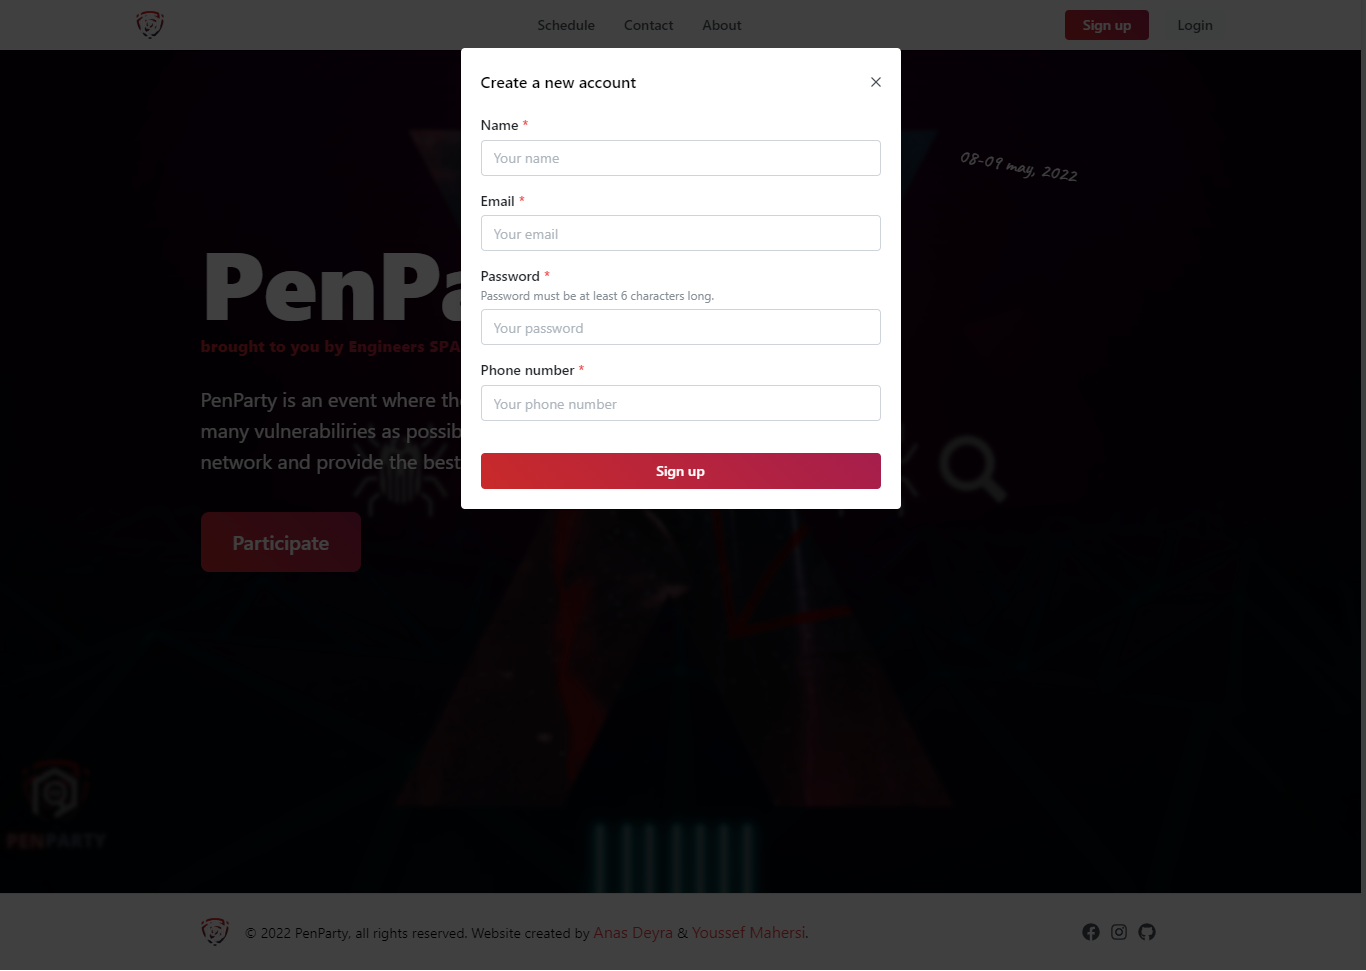 Schedule Contact About Sign up Login
Create a new account
Name *
Your name
08-09 may, 2022
Email *
Your email
Password *
Password must be at least 6 characters long.
Your password
Phone number *
Your phone number
Sign up
PenPa
brought to you by Engineers SPA
PenParty is an event where th
many vulnerabiliries as possib
network and provide the best
Participate
PENPARTY
© 2022 PenParty, all rights reserved. Website created by Anas Deyra & Youssef Mahersi.